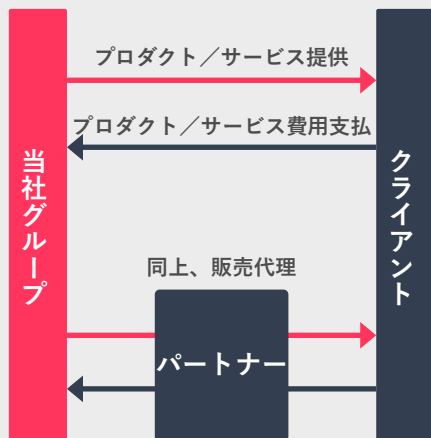 プロダクト／サービス提供
プロダクト／サービス費用支払
当社グループ
クライアント
同上、販売代理
パートナー